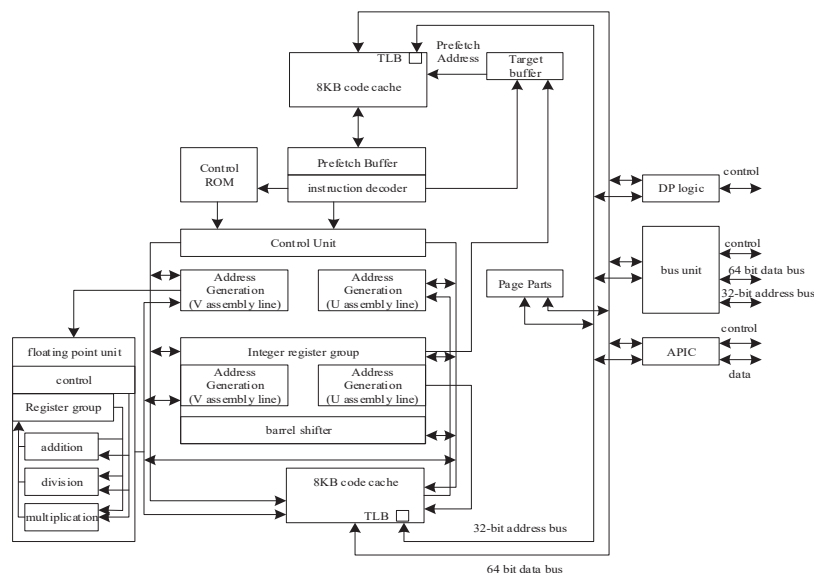 TLB
8KB code cache
Prefetch
Address
Target
buffer
Control
ROM
Prefetch Buffer
instruction decoder
Control Unit
Address
Generation
(V assembly line)
Address
Generation
(U assembly line)
Page Parts
control
DP logic
bus unit
control
64 bit data bus
32-bit address bus
APIC
control
data
floating point unit
control
Register group
addition
division
multiplication
Integer register group
Address
Generation
(V assembly line)
Address
Generation
(U assembly line)
barrel shifter
8KB code cache
TLB
32-bit address bus
64 bit data bus